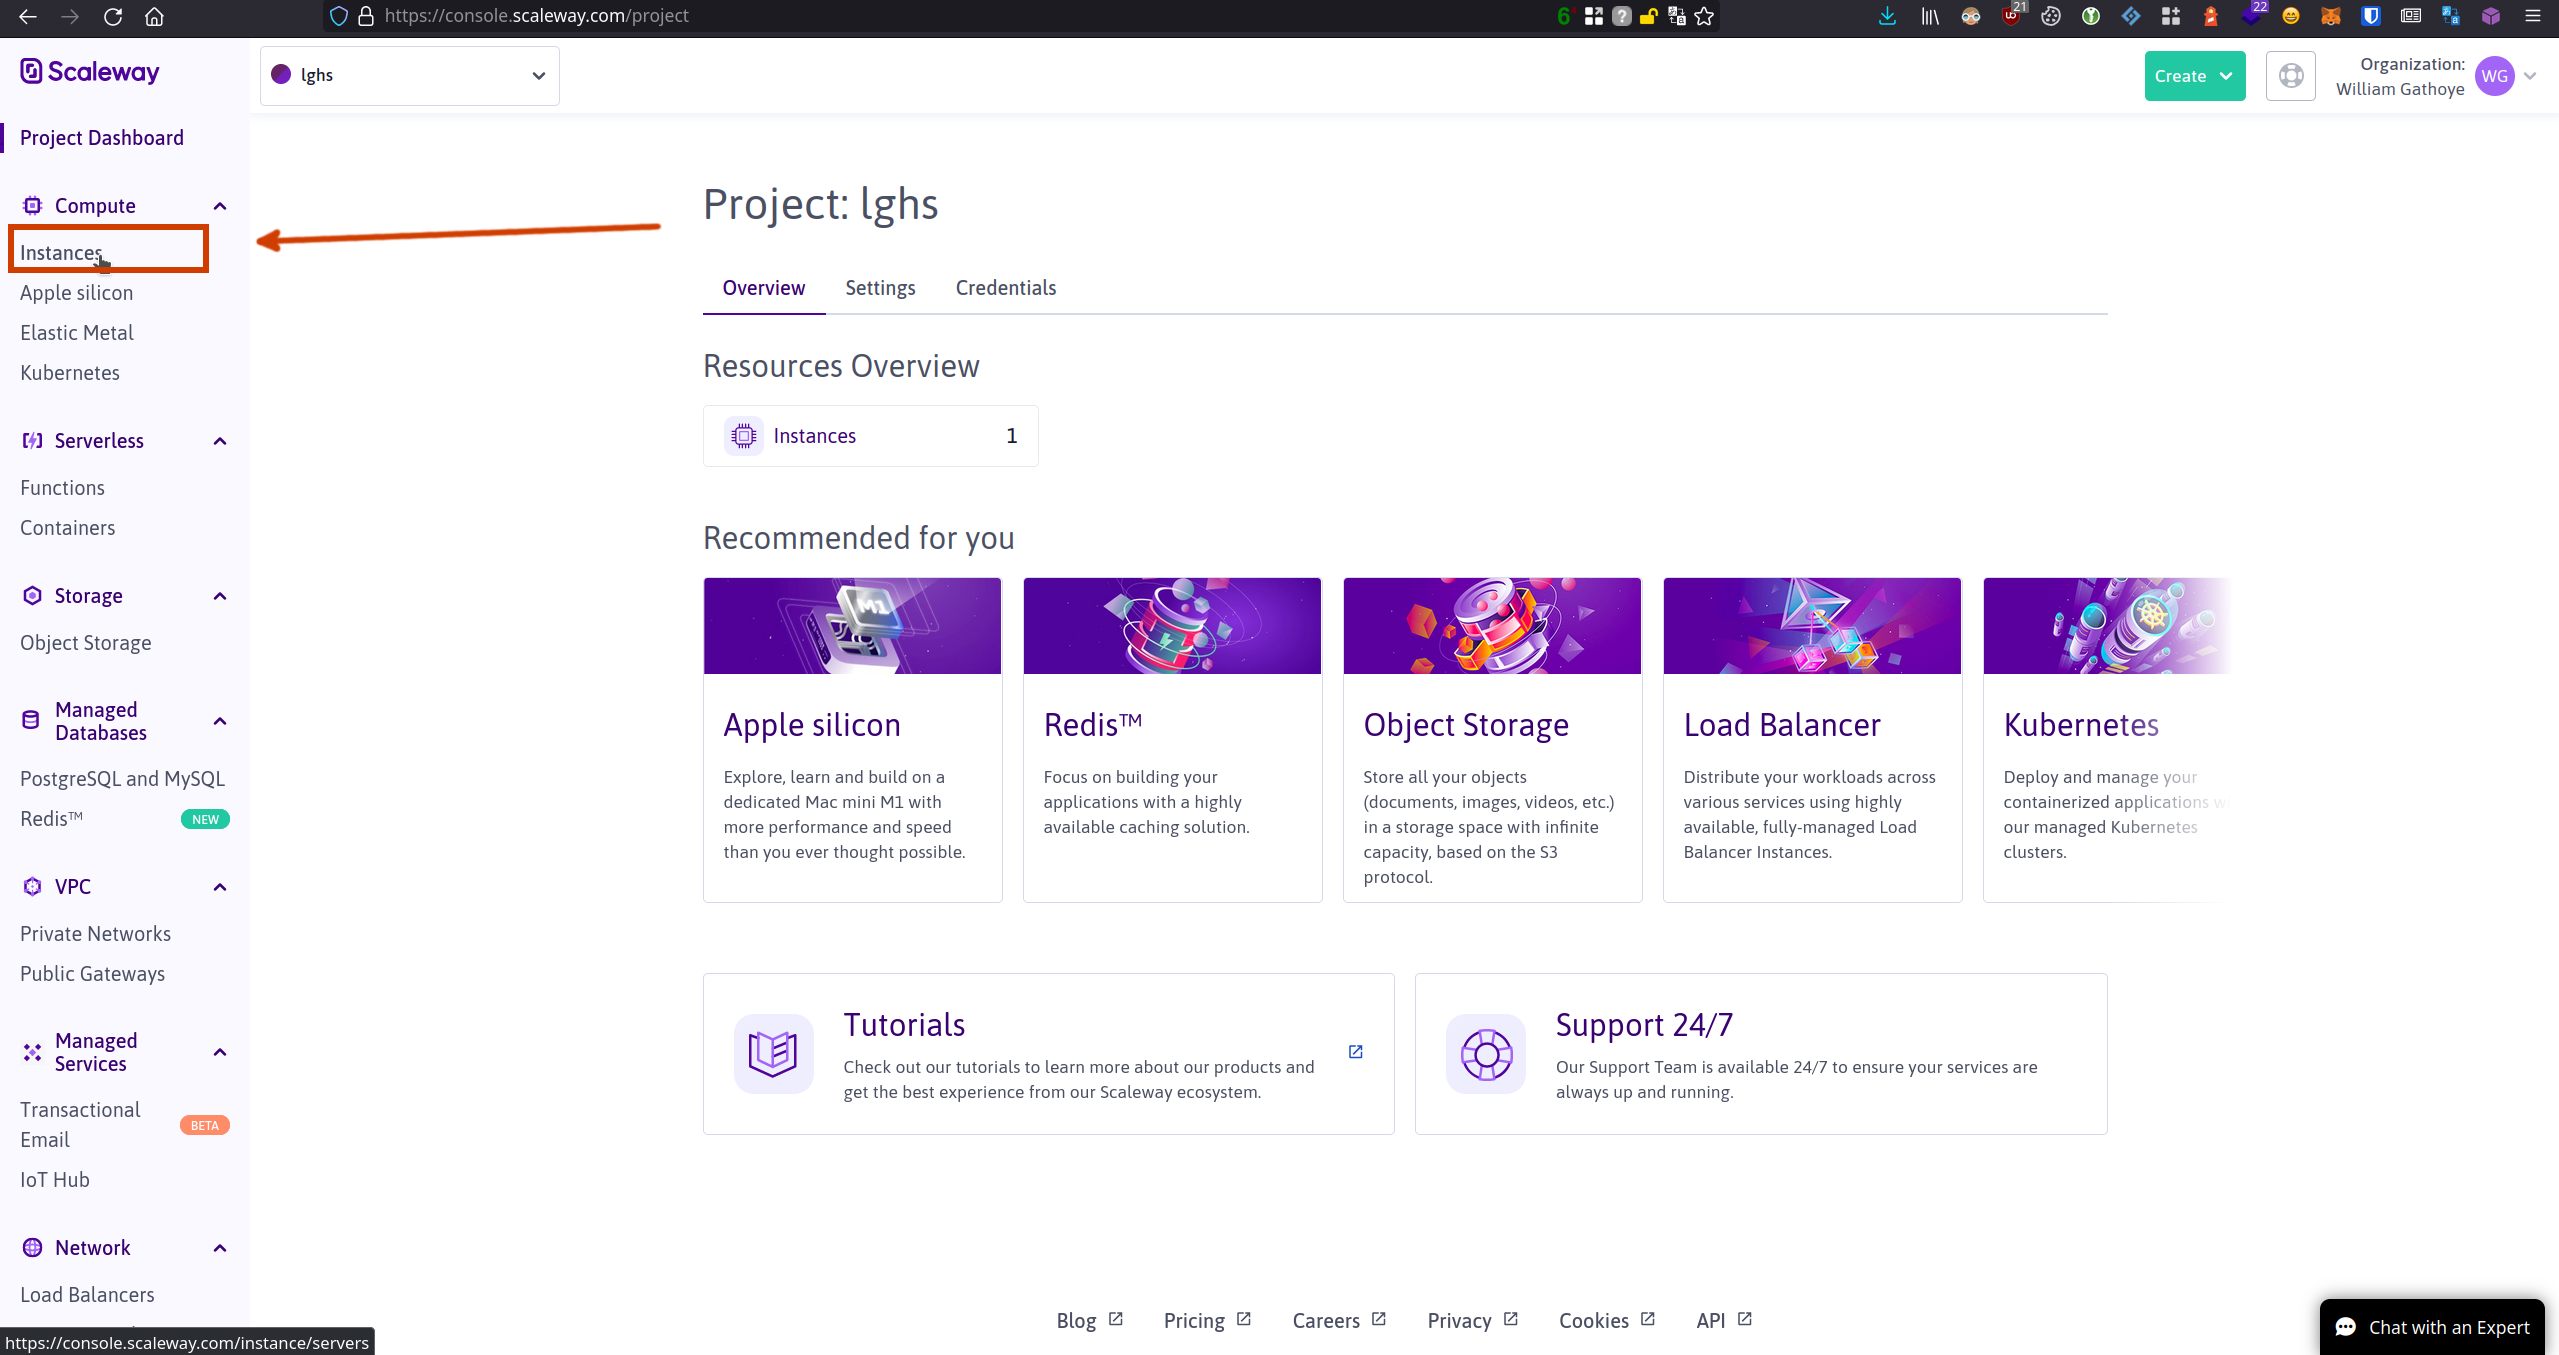 https://console.scaleway.com/project
6
21
22
Scaleway
lghs
Create
Organization:
William Gathoye
WG
Project Dashboard
Compute
Instances
Apple silicon
Elastic Metal
Kubernetes
Serverless
Functions
Containers
Storage
Object Storage
Managed
Databases
PostgreSQL and MySQL
Redis™
NEW
VPC
Private Networks
Public Gateways
Managed
Services
Transactional
Email
BETA
IoT Hub
Network
Load Balancers
https://console.scaleway.com/instance/servers
Project: lghs
Overview
Settings
Credentials
Resources Overview
Instances
1
Recommended for you
M1
Apple silicon
Explore, learn and build on a
dedicated Mac mini M1 with
more performance and speed
than you ever thought possible.
Redis™
Focus on building your
applications with a highly
available caching solution.
Object Storage
Store all your objects
(documents, images, videos, etc.)
in a storage space with infinite
capacity, based on the S3
protocol.
Load Balancer
Distribute your workloads across
various services using highly
available, fully-managed Load
Balancer Instances.
Kubernetes
Deploy and manage your
containerized applications
our managed Kubernetes
clusters.
Tutorials
Check out our tutorials to learn more about our products and
get the best experience from our Scaleway ecosystem.
Support 24/7
Our Support Team is available 24/7 to ensure your services are
always up and running.
Blog
Pricing
Careers
Privacy
Cookies
API
Chat with an Expert